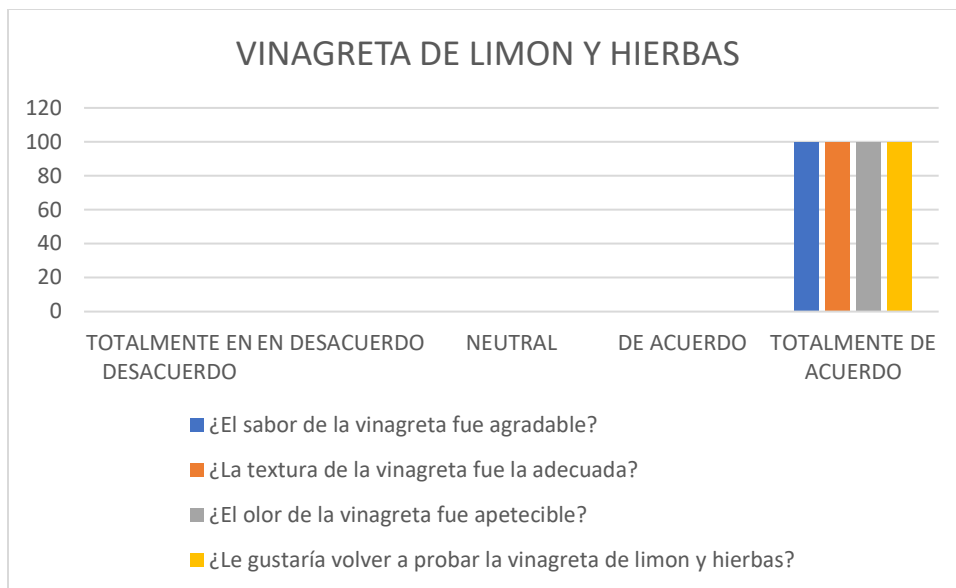 VINAGRETA DE LIMON Y HIERBAS
120
100
80
60
40
20
0
TOTALMENTE EN EN DESACUERDO NEUTRAL DE ACUERDO TOTALMENTE DE
DESACUERDO ACUERDO
¿El sabor de la vinagreta fue agradable?
¿La textura de la vinagreta fue la adecuada?
¿El olor de la vinagreta fue apetecible?
¿Le gustaría volver a probar la vinagreta de limon y hierbas?